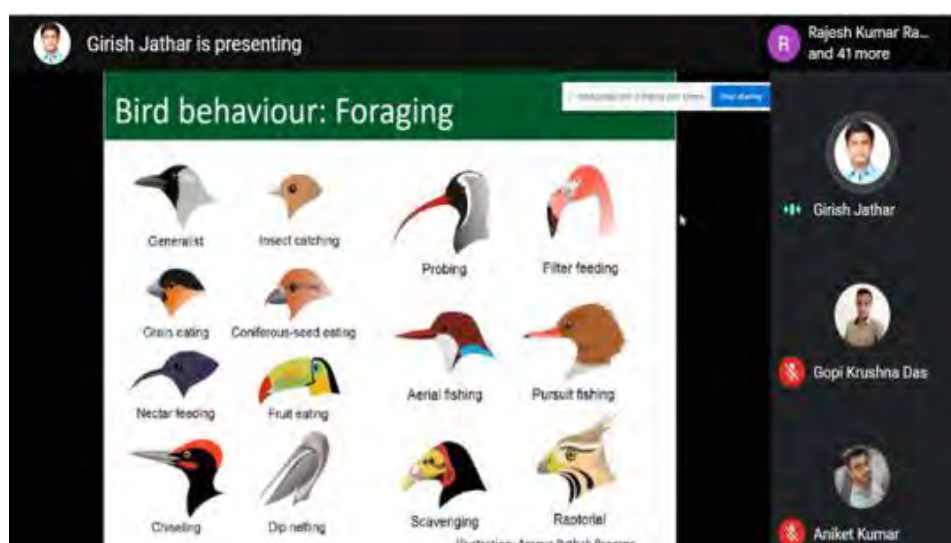 Girish Jathar is presenting
R
Rajesh Kumar Ra...
and 41 more
Bird behaviour: Foraging
Stop sharing
Generalist
Insect catching
Probing
Filter feeding
Grain eating
Coniferous-seed eating
Nectar feeding
Fruit eating
Aerial fishing
Pursuit fishing
Chiseling
Dip netting
Scavenging
Raptorial
Girish Jathar
Gopi Krushna Das
Aniket Kumar